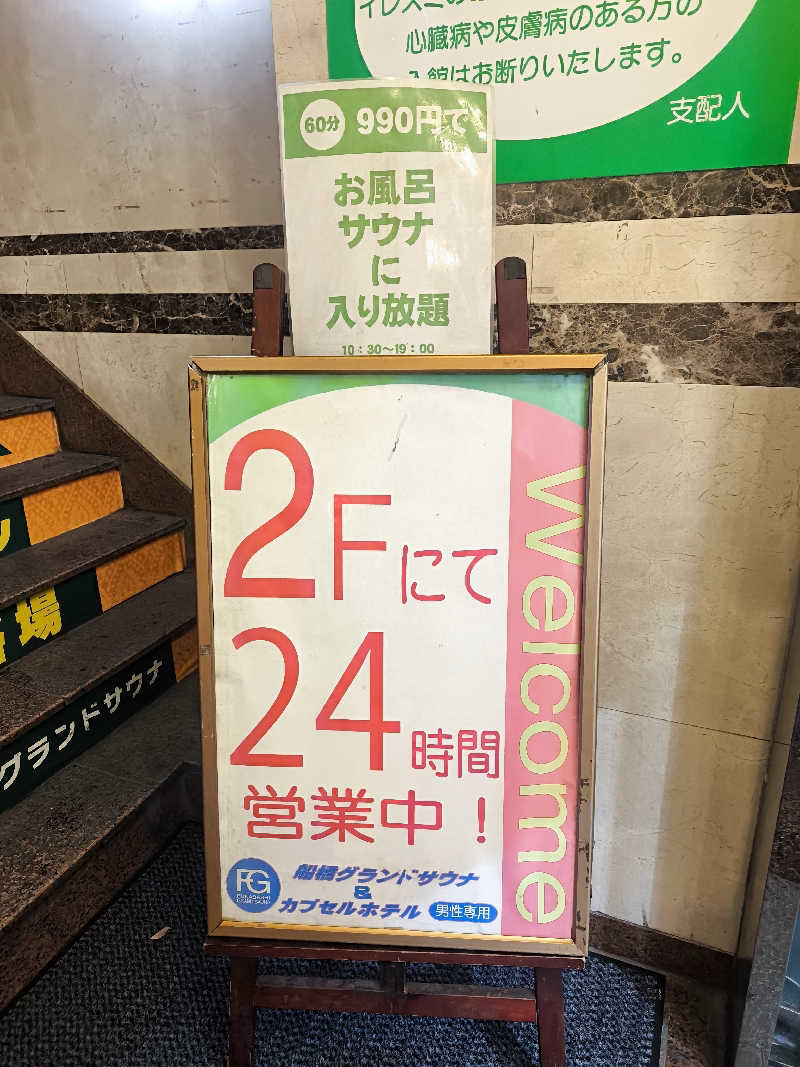 心臓病や皮膚病のある方の
入館はお断りいたします。
支配人
60分 990円で
お風呂
サウナ
に
入り放題
10：30～19：00
2Fにて
24時間
営業中！
Welcome
FG
船橋グランドサウナ
&
カプセルホテル 男性専用
場
グランドサウナ